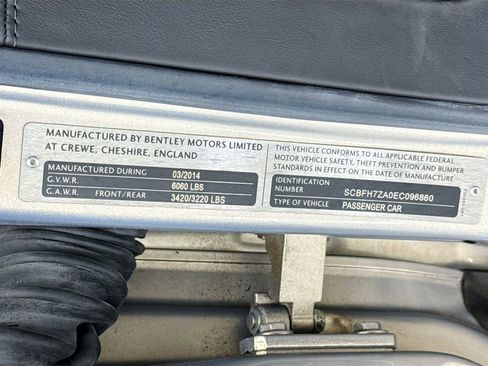 MANUFACTURED BY BENTLEY MOTORS LIMITED
AT CREWE, CHESHIRE, ENGLAND
MANUFACTURED DURING 03/2014
G.V.W.R. 6060 LBS
G.A.W.R. FRONT/REAR 3420/3220 LBS
THIS VEHICLE CONFORMS TO ALL APPLICABLE FEDERAL
MOTOR VEHICLE SAFETY, THEFT PREVENTION AND BUMPER
STANDARDS IN EFFECT ON THE DATE OF MANUFACTURE
IDENTIFICATION
NUMBER SCBFH7ZA0EC096860
TYPE OF VEHICLE PASSENGER CAR